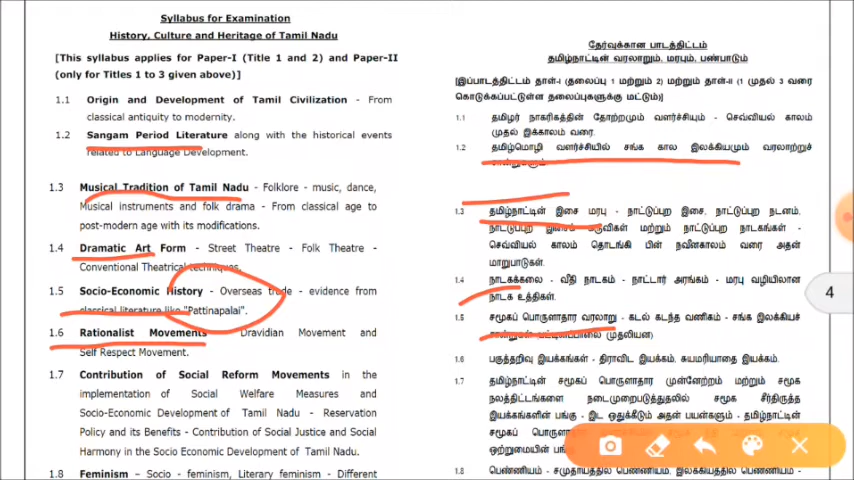 Syllabus for Examination
History, Culture and Heritage of Tamil Nadu
[This syllabus applies for Paper-I (Title 1 and 2) and Paper-II
(only for Titles 1 to 3 given above)]
1.1 Origin and Development of Tamil Civilization - From
classical antiquity to modernity.
1.2 Sangam Period Literature along with the historical events
related to Language Development.
1.3 Musical Tradition of Tamil Nadu - Folklore - music, dance,
Musical instruments and folk drama - From classical age to
post-modern age with its modifications.
1.4 Dramatic Art Form - Street Theatre - Folk Theatre -
Conventional Theatrical techniques.
1.5 Socio-Economic History - Overseas trade - evidence from
classical literature like "Pattinapalai".
1.6 Rationalist Movements Dravidian Movement and
Self Respect Movement.
1.7 Contribution of Social Reform Movements in the
implementation of Social Welfare Measures and
Socio-Economic Development of Tamil Nadu - Reservation
Policy and its Benefits - Contribution of Social Justice and Social
Harmony in the Socio Economic Development of Tamil Nadu.
1.8 Feminism - Socio - feminism, Literary feminism - Different
தேர்வுக்கான பாடத்திட்டம்
தமிழ்நாட்டின் வரலாறும், மரபும், பண்பாடும்
[இப்பாடத்திட்டம் தாள்-I (தலைப்பு 1 மற்றும் 2) மற்றும் தாள்-II (1 முதல் 3 வரை
கொடுக்கப்பட்டுள்ள தலைப்புகளுக்கு மட்டும்)]
1.1 தமிழர் நாகரிகத்தின் தோற்றமும் வளர்ச்சியும் - செவ்வியல் காலம்
முதல் இக்காலம் வரை.
1.2 தமிழ்மொழி வளர்ச்சியில் சங்க கால இலக்கியமும் வரலாற்றுச்
சான்றுகளும்
1.3 தமிழ்நாட்டின் இசை மரபு - நாட்டுப்புற இசை, நாட்டுப்புற நடனம்,
நாட்டுப்புற இசைக் கருவிகள் மற்றும் நாட்டுப்புற நாடகங்கள் -
செவ்வியல் காலம் தொடங்கி பின் நவீனகாலம் வரை அதன்
மாறுபாடுகள்.
1.4 நாடகக்கலை - வீதி நாடகம் - நாட்டார் அரங்கம் - மரபு வழியிலான
நாடக உத்திகள்.
1.5 சமூகப் பொருளாதார வரலாறு - கடல் கடந்த வணிகம் - சங்க இலக்கியச்
சான்றுகள் பட்டினப்பாலை முதலியன)
1.6 பகுத்தறிவு இயக்கங்கள் - திராவிட இயக்கம், சுயமரியாதை இயக்கம்.
1.7 தமிழ்நாட்டின் சமூகப் பொருளாதார முன்னேற்றம் மற்றும் சமூக
நலத்திட்டங்களை நடைமுறைபடுத்துதலில் சமூக சீர்திருத்த
இயக்கங்களின் பங்கு - இட ஒதுக்கீடும் அதன் பயன்களும் - தமிழ்நாட்டின்
சமூகப்
ஒற்றுமையின்
1.8 பெண்ணியம் - சமுதாயத்தில் பெண்ணியம், இலக்கியத்தில் பெண்ணியம் -
4